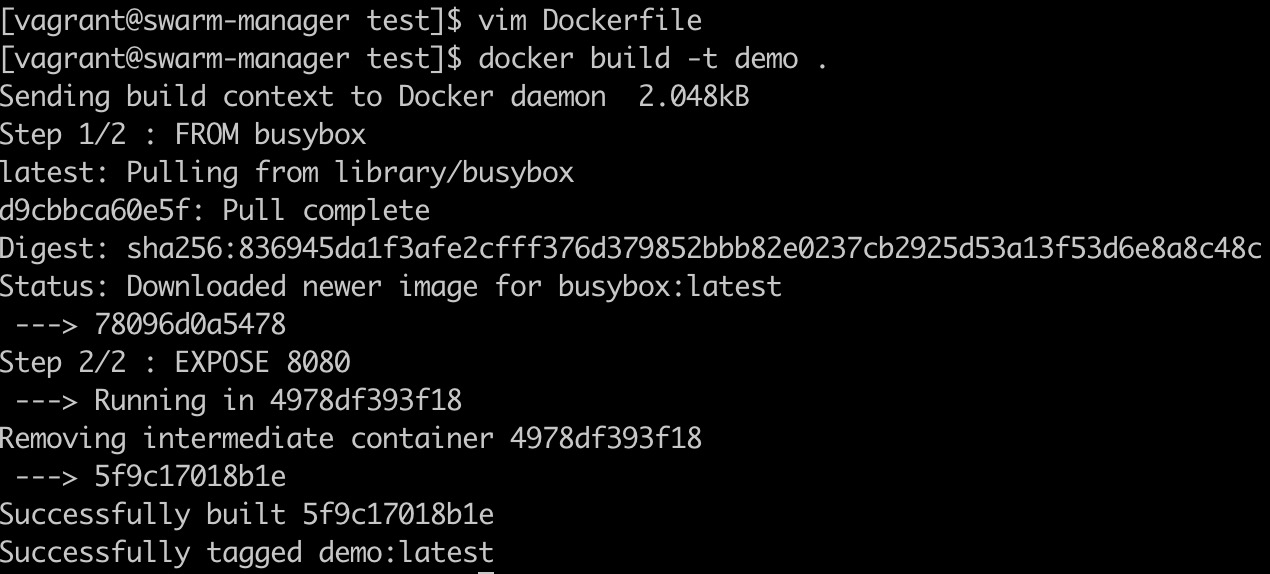 [vagrant@swarm-manager test]$ vim Dockerfile
[vagrant@swarm-manager test]$ docker build -t demo .
Sending build context to Docker daemon  2.048kB
Step 1/2 : FROM busybox
latest: Pulling from library/busybox
d9cbbca60e5f: Pull complete
Digest: sha256:836945da1f3afe2cfff376d379852bbb82e0237cb2925d53a13f53d6e8a8c48c
Status: Downloaded newer image for busybox:latest
 ---> 78096d0a5478
Step 2/2 : EXPOSE 8080
 ---> Running in 4978df393f18
Removing intermediate container 4978df393f18
 ---> 5f9c17018b1e
Successfully built 5f9c17018b1e
Successfully tagged demo:latest